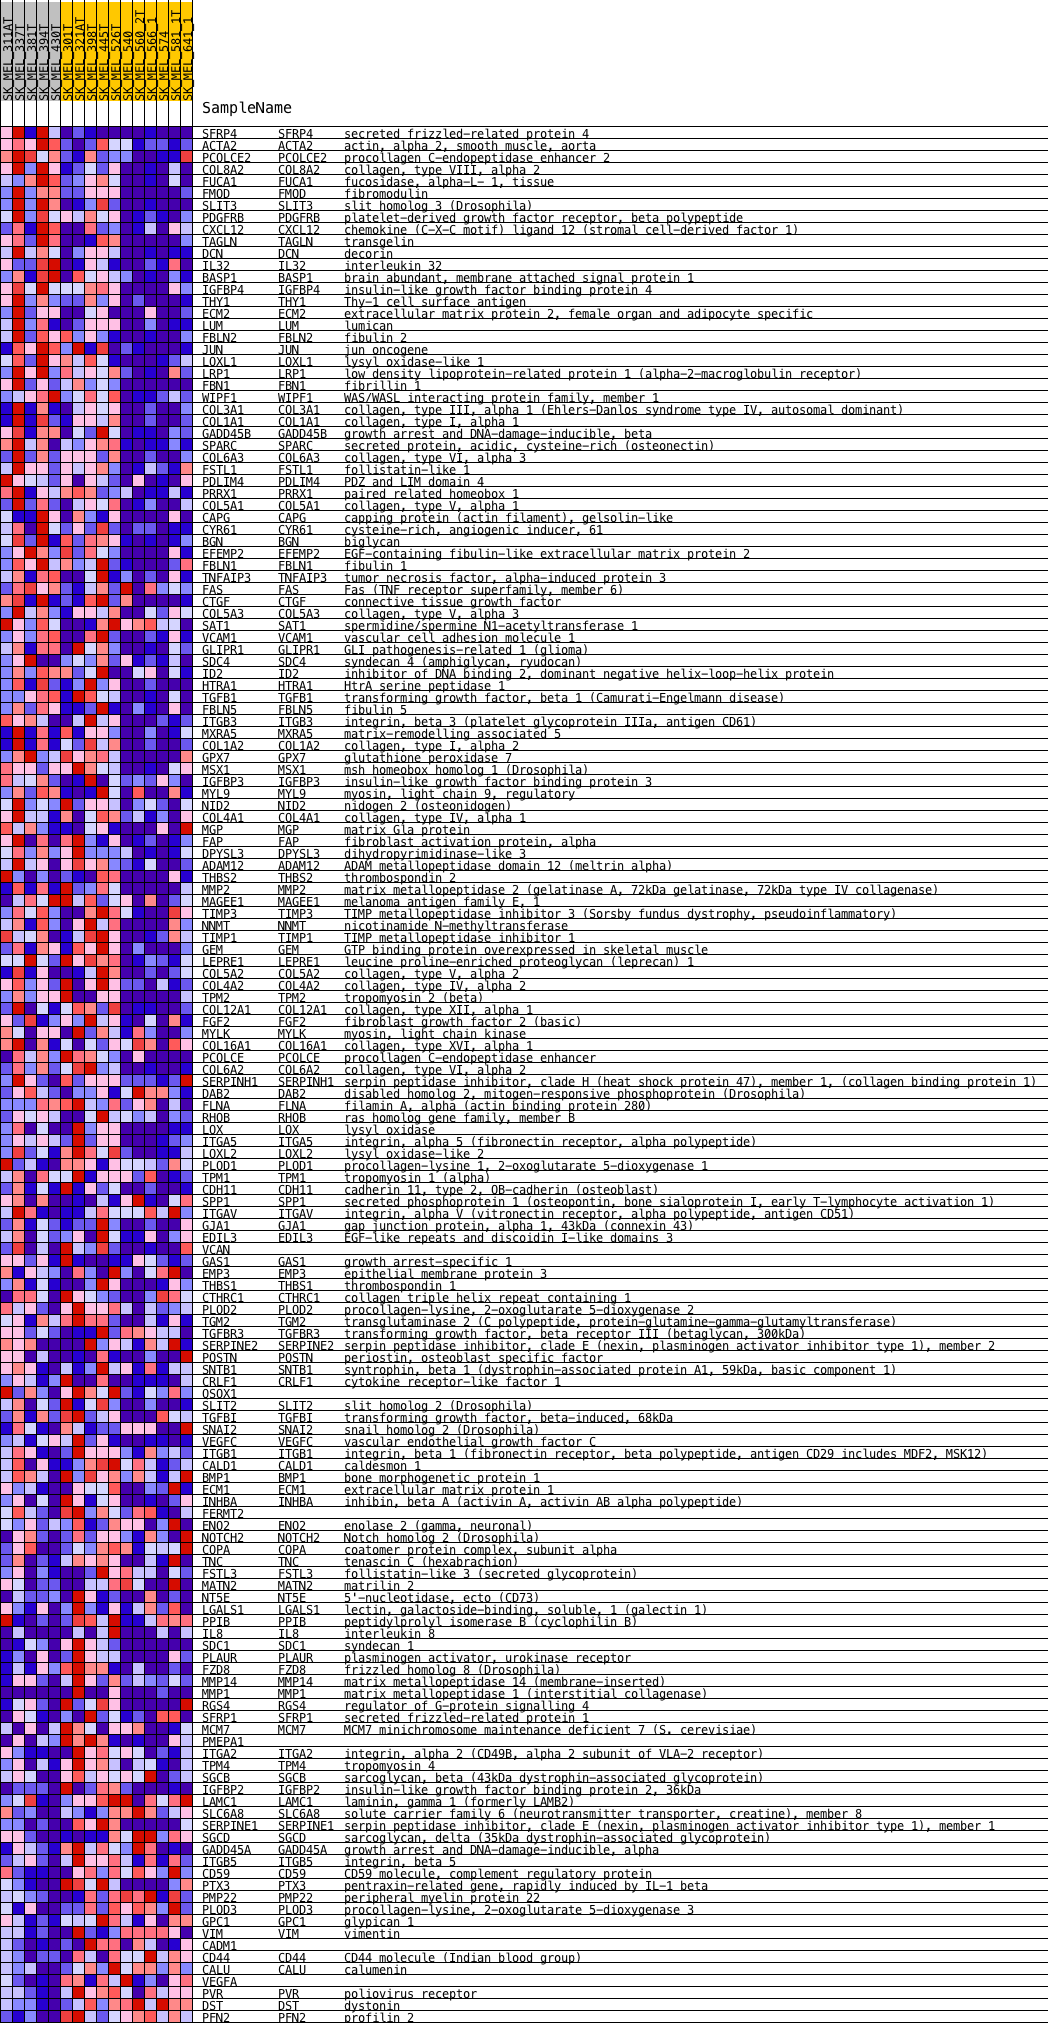 SK_MEL_311AT
SK_MEL_337T
SK_MEL_381T
SK_MEL_394T
SK_MEL_430T
SK_MEL_301T
SK_MEL_321AT
SK_MEL_398T
SK_MEL_445T
SK_MEL_526T
SK_MEL_540
SK_MEL_560_2T
SK_MEL_566_1
SK_MEL_574
SK_MEL_581_1T
SK_MEL_641_1
SampleName
SFRP4 SFRP4 secreted frizzled-related protein 4
ACTA2 ACTA2 actin, alpha 2, smooth muscle, aorta
PCOLCE2 PCOLCE2 procollagen C-endopeptidase enhancer 2
COL8A2 COL8A2 collagen, type VIII, alpha 2
FUCA1 FUCA1 fucosidase, alpha-L- 1, tissue
FMOD FMOD fibromodulin
SLIT3 SLIT3 slit homolog 3 (Drosophila)
PDGFRB PDGFRB platelet-derived growth factor receptor, beta polypeptide
CXCL12 CXCL12 chemokine (C-X-C motif) ligand 12 (stromal cell-derived factor 1)
TAGLN TAGLN transgelin
DCN DCN decorin
IL32 IL32 interleukin 32
BASP1 BASP1 brain abundant, membrane attached signal protein 1
IGFBP4 IGFBP4 insulin-like growth factor binding protein 4
THY1 THY1 Thy-1 cell surface antigen
ECM2 ECM2 extracellular matrix protein 2, female organ and adipocyte specific
LUM LUM lumican
FBLN2 FBLN2 fibulin 2
JUN JUN jun oncogene
LOXL1 LOXL1 lysyl oxidase-like 1
LRP1 LRP1 low density lipoprotein-related protein 1 (alpha-2-macroglobulin receptor)
FBN1 FBN1 fibrillin 1
WIPF1 WIPF1 WAS/WASL interacting protein family, member 1
COL3A1 COL3A1 collagen, type III, alpha 1 (Ehlers-Danlos syndrome type IV, autosomal dominant)
COL1A1 COL1A1 collagen, type I, alpha 1
GADD45B GADD45B growth arrest and DNA-damage-inducible, beta
SPARC SPARC secreted protein, acidic, cysteine-rich (osteonectin)
COL6A3 COL6A3 collagen, type VI, alpha 3
FSTL1 FSTL1 follistatin-like 1
PDLIM4 PDLIM4 PDZ and LIM domain 4
PRRX1 PRRX1 paired related homeobox 1
COL5A1 COL5A1 collagen, type V, alpha 1
CAPG CAPG capping protein (actin filament), gelsolin-like
CYR61 CYR61 cysteine-rich, angiogenic inducer, 61
BGN BGN biglycan
EFEMP2 EFEMP2 EGF-containing fibulin-like extracellular matrix protein 2
FBLN1 FBLN1 fibulin 1
TNFAIP3 TNFAIP3 tumor necrosis factor, alpha-induced protein 3
FAS FAS Fas (TNF receptor superfamily, member 6)
CTGF CTGF connective tissue growth factor
COL5A3 COL5A3 collagen, type V, alpha 3
SAT1 SAT1 spermidine/spermine N1-acetyltransferase 1
VCAM1 VCAM1 vascular cell adhesion molecule 1
GLIPR1 GLIPR1 GLI pathogenesis-related 1 (glioma)
SDC4 SDC4 syndecan 4 (amphiglycan, ryudocan)
ID2 ID2 inhibitor of DNA binding 2, dominant negative helix-loop-helix protein
HTRA1 HTRA1 HtrA serine peptidase 1
TGFB1 TGFB1 transforming growth factor, beta 1 (Camurati-Engelmann disease)
FBLN5 FBLN5 fibulin 5
ITGB3 ITGB3 integrin, beta 3 (platelet glycoprotein IIIa, antigen CD61)
MXRA5 MXRA5 matrix-remodelling associated 5
COL1A2 COL1A2 collagen, type I, alpha 2
GPX7 GPX7 glutathione peroxidase 7
MSX1 MSX1 msh homeobox homolog 1 (Drosophila)
IGFBP3 IGFBP3 insulin-like growth factor binding protein 3
MYL9 MYL9 myosin, light chain 9, regulatory
NID2 NID2 nidogen 2 (osteonidogen)
COL4A1 COL4A1 collagen, type IV, alpha 1
MGP MGP matrix Gla protein
FAP FAP fibroblast activation protein, alpha
DPYSL3 DPYSL3 dihydropyrimidinase-like 3
ADAM12 ADAM12 ADAM metallopeptidase domain 12 (meltrin alpha)
THBS2 THBS2 thrombospondin 2
MMP2 MMP2 matrix metallopeptidase 2 (gelatinase A, 72kDa gelatinase, 72kDa type IV collagenase)
MAGEE1 MAGEE1 melanoma antigen family E, 1
TIMP3 TIMP3 TIMP metallopeptidase inhibitor 3 (Sorsby fundus dystrophy, pseudoinflammatory)
NNMT NNMT nicotinamide N-methyltransferase
TIMP1 TIMP1 TIMP metallopeptidase inhibitor 1
GEM GEM GTP binding protein overexpressed in skeletal muscle
LEPRE1 LEPRE1 leucine proline-enriched proteoglycan (leprecan) 1
COL5A2 COL5A2 collagen, type V, alpha 2
COL4A2 COL4A2 collagen, type IV, alpha 2
TPM2 TPM2 tropomyosin 2 (beta)
COL12A1 COL12A1 collagen, type XII, alpha 1
FGF2 FGF2 fibroblast growth factor 2 (basic)
MYLK MYLK myosin, light chain kinase
COL16A1 COL16A1 collagen, type XVI, alpha 1
PCOLCE PCOLCE procollagen C-endopeptidase enhancer
COL6A2 COL6A2 collagen, type VI, alpha 2
SERPINH1 SERPINH1 serpin peptidase inhibitor, clade H (heat shock protein 47), member 1, (collagen binding protein 1)
DAB2 DAB2 disabled homolog 2, mitogen-responsive phosphoprotein (Drosophila)
FLNA FLNA filamin A, alpha (actin binding protein 280)
RHOB RHOB ras homolog gene family, member B
LOX LOX lysyl oxidase
ITGA5 ITGA5 integrin, alpha 5 (fibronectin receptor, alpha polypeptide)
LOXL2 LOXL2 lysyl oxidase-like 2
PLOD1 PLOD1 procollagen-lysine 1, 2-oxoglutarate 5-dioxygenase 1
TPM1 TPM1 tropomyosin 1 (alpha)
CDH11 CDH11 cadherin 11, type 2, OB-cadherin (osteoblast)
SPP1 SPP1 secreted phosphoprotein 1 (osteopontin, bone sialoprotein I, early T-lymphocyte activation 1)
ITGAV ITGAV integrin, alpha V (vitronectin receptor, alpha polypeptide, antigen CD51)
GJA1 GJA1 gap junction protein, alpha 1, 43kDa (connexin 43)
EDIL3 EDIL3 EGF-like repeats and discoidin I-like domains 3
VCAN
GAS1 GAS1 growth arrest-specific 1
EMP3 EMP3 epithelial membrane protein 3
THBS1 THBS1 thrombospondin 1
CTHRC1 CTHRC1 collagen triple helix repeat containing 1
PLOD2 PLOD2 procollagen-lysine, 2-oxoglutarate 5-dioxygenase 2
TGM2 TGM2 transglutaminase 2 (C polypeptide, protein-glutamine-gamma-glutamyltransferase)
TGFBR3 TGFBR3 transforming growth factor, beta receptor III (betaglycan, 300kDa)
SERPINE2 SERPINE2 serpin peptidase inhibitor, clade E (nexin, plasminogen activator inhibitor type 1), member 2
POSTN POSTN periostin, osteoblast specific factor
SNTB1 SNTB1 syntrophin, beta 1 (dystrophin-associated protein A1, 59kDa, basic component 1)
CRLF1 CRLF1 cytokine receptor-like factor 1
QSOX1
SLIT2 SLIT2 slit homolog 2 (Drosophila)
TGFBI TGFBI transforming growth factor, beta-induced, 68kDa
SNAI2 SNAI2 snail homolog 2 (Drosophila)
VEGFC VEGFC vascular endothelial growth factor C
ITGB1 ITGB1 integrin, beta 1 (fibronectin receptor, beta polypeptide, antigen CD29 includes MDF2, MSK12)
CALD1 CALD1 caldesmon 1
BMP1 BMP1 bone morphogenetic protein 1
ECM1 ECM1 extracellular matrix protein 1
INHBA INHBA inhibin, beta A (activin A, activin AB alpha polypeptide)
FERMT2
ENO2 ENO2 enolase 2 (gamma, neuronal)
NOTCH2 NOTCH2 Notch homolog 2 (Drosophila)
COPA COPA coatomer protein complex, subunit alpha
TNC TNC tenascin C (hexabrachion)
FSTL3 FSTL3 follistatin-like 3 (secreted glycoprotein)
MATN2 MATN2 matrilin 2
NT5E NT5E 5'-nucleotidase, ecto (CD73)
LGALS1 LGALS1 lectin, galactoside-binding, soluble, 1 (galectin 1)
PPIB PPIB peptidylprolyl isomerase B (cyclophilin B)
IL8 IL8 interleukin 8
SDC1 SDC1 syndecan 1
PLAUR PLAUR plasminogen activator, urokinase receptor
FZD8 FZD8 frizzled homolog 8 (Drosophila)
MMP14 MMP14 matrix metallopeptidase 14 (membrane-inserted)
MMP1 MMP1 matrix metallopeptidase 1 (interstitial collagenase)
RGS4 RGS4 regulator of G-protein signalling 4
SFRP1 SFRP1 secreted frizzled-related protein 1
MCM7 MCM7 MCM7 minichromosome maintenance deficient 7 (S. cerevisiae)
PMEPA1
ITGA2 ITGA2 integrin, alpha 2 (CD49B, alpha 2 subunit of VLA-2 receptor)
TPM4 TPM4 tropomyosin 4
SGCB SGCB sarcoglycan, beta (43kDa dystrophin-associated glycoprotein)
IGFBP2 IGFBP2 insulin-like growth factor binding protein 2, 36kDa
LAMC1 LAMC1 laminin, gamma 1 (formerly LAMB2)
SLC6A8 SLC6A8 solute carrier family 6 (neurotransmitter transporter, creatine), member 8
SERPINE1 SERPINE1 serpin peptidase inhibitor, clade E (nexin, plasminogen activator inhibitor type 1), member 1
SGCD SGCD sarcoglycan, delta (35kDa dystrophin-associated glycoprotein)
GADD45A GADD45A growth arrest and DNA-damage-inducible, alpha
ITGB5 ITGB5 integrin, beta 5
CD59 CD59 CD59 molecule, complement regulatory protein
PTX3 PTX3 pentraxin-related gene, rapidly induced by IL-1 beta
PMP22 PMP22 peripheral myelin protein 22
PLOD3 PLOD3 procollagen-lysine, 2-oxoglutarate 5-dioxygenase 3
GPC1 GPC1 glypican 1
VIM VIM vimentin
CADM1
CD44 CD44 CD44 molecule (Indian blood group)
CALU CALU calumenin
VEGFA
PVR PVR poliovirus receptor
DST DST dystonin
PFN2 PFN2 profilin 2